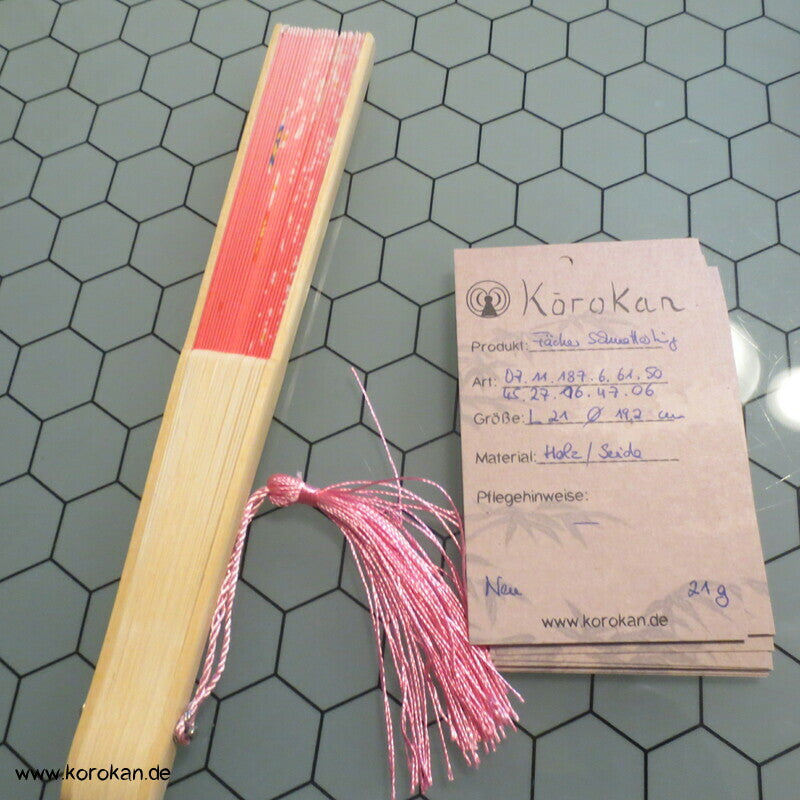 Kōrokan
Produkt: Fächer Schmetterling
Art: 07.11.187.6.61.50
45.27.16.47.06
Größe: L 21 Ø 19,2 cm
Material: Holz/Seide
Pflegehinweise:
—
Neu 21 g
www.korokan.de
www.korokan.de